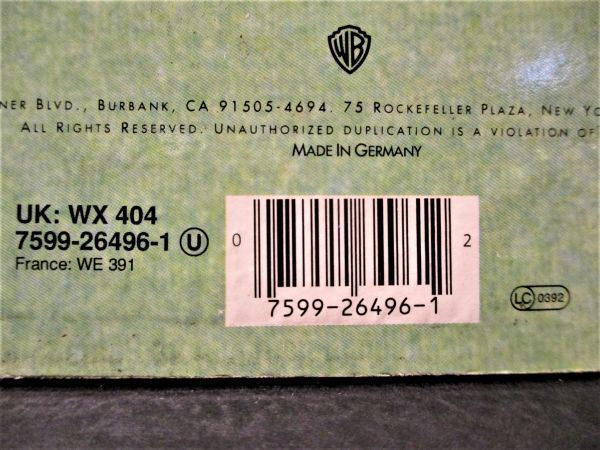 WB
NER BLVD., BURBANK, CA 91505-4694. 75 ROCKEFELLER PLAZA, NEW YO
ALL RIGHTS RESERVED. UNAUTHORIZED DUPLICATION IS A VIOLATION OF
MADE IN GERMANY
UK: WX 404
7599-26496-1 U
France: WE 391
0 2
7599-26496-1
LC 0392